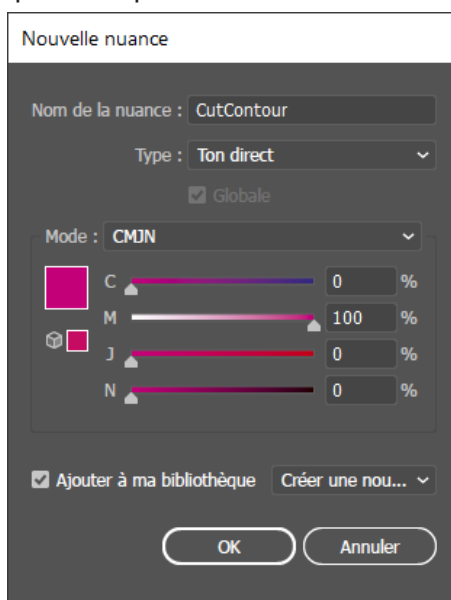 Nouvelle nuance
Nom de la nuance : CutContour
Type : Ton direct
Globale
Mode : CMJN
C 0 %
M 100 %
J 0 %
N 0 %
Ajouter à ma bibliothèque Créer une nou...
OK Annuler